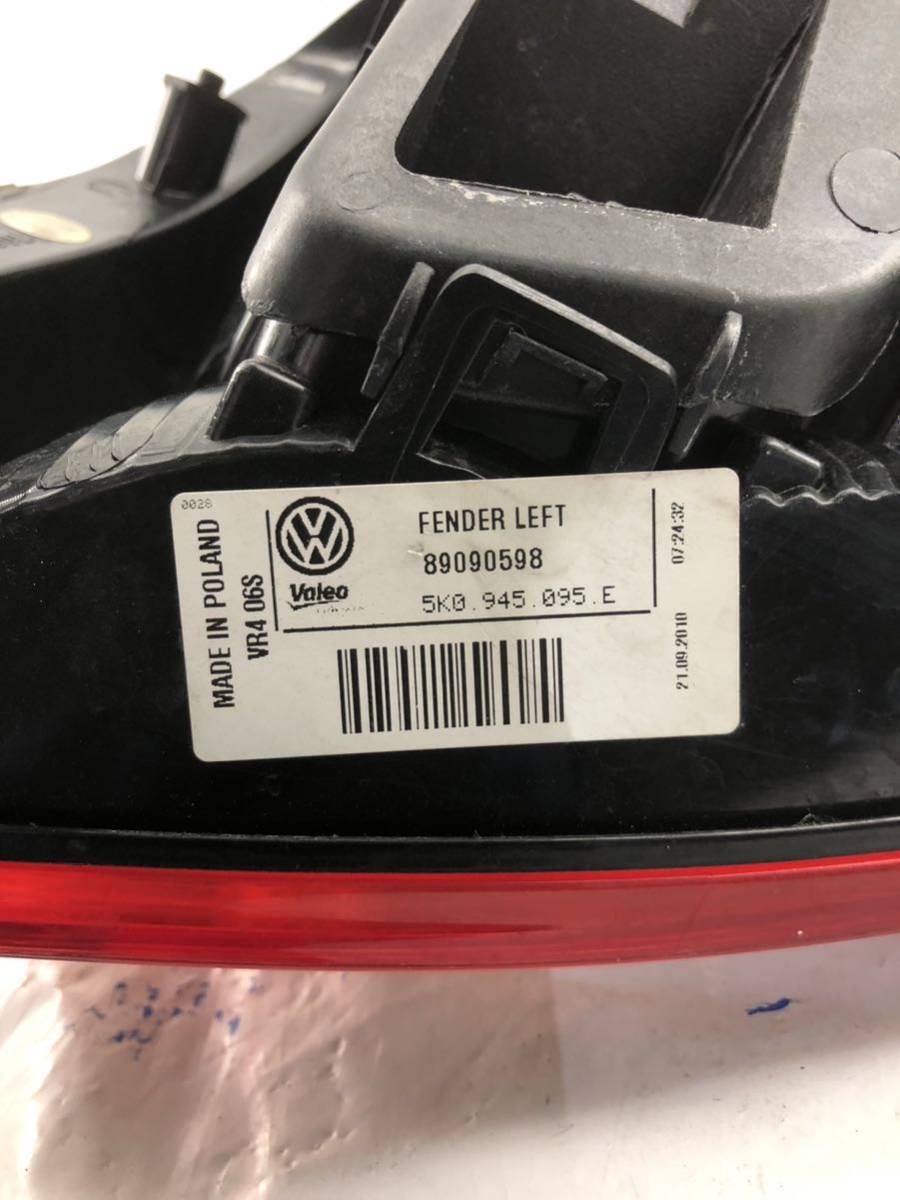 0028
MADE IN POLAND
VR4 06S
VW
Valeo
FENDER LEFT
89090598
5K0.945.095.E
21.09.2010 07:24:32